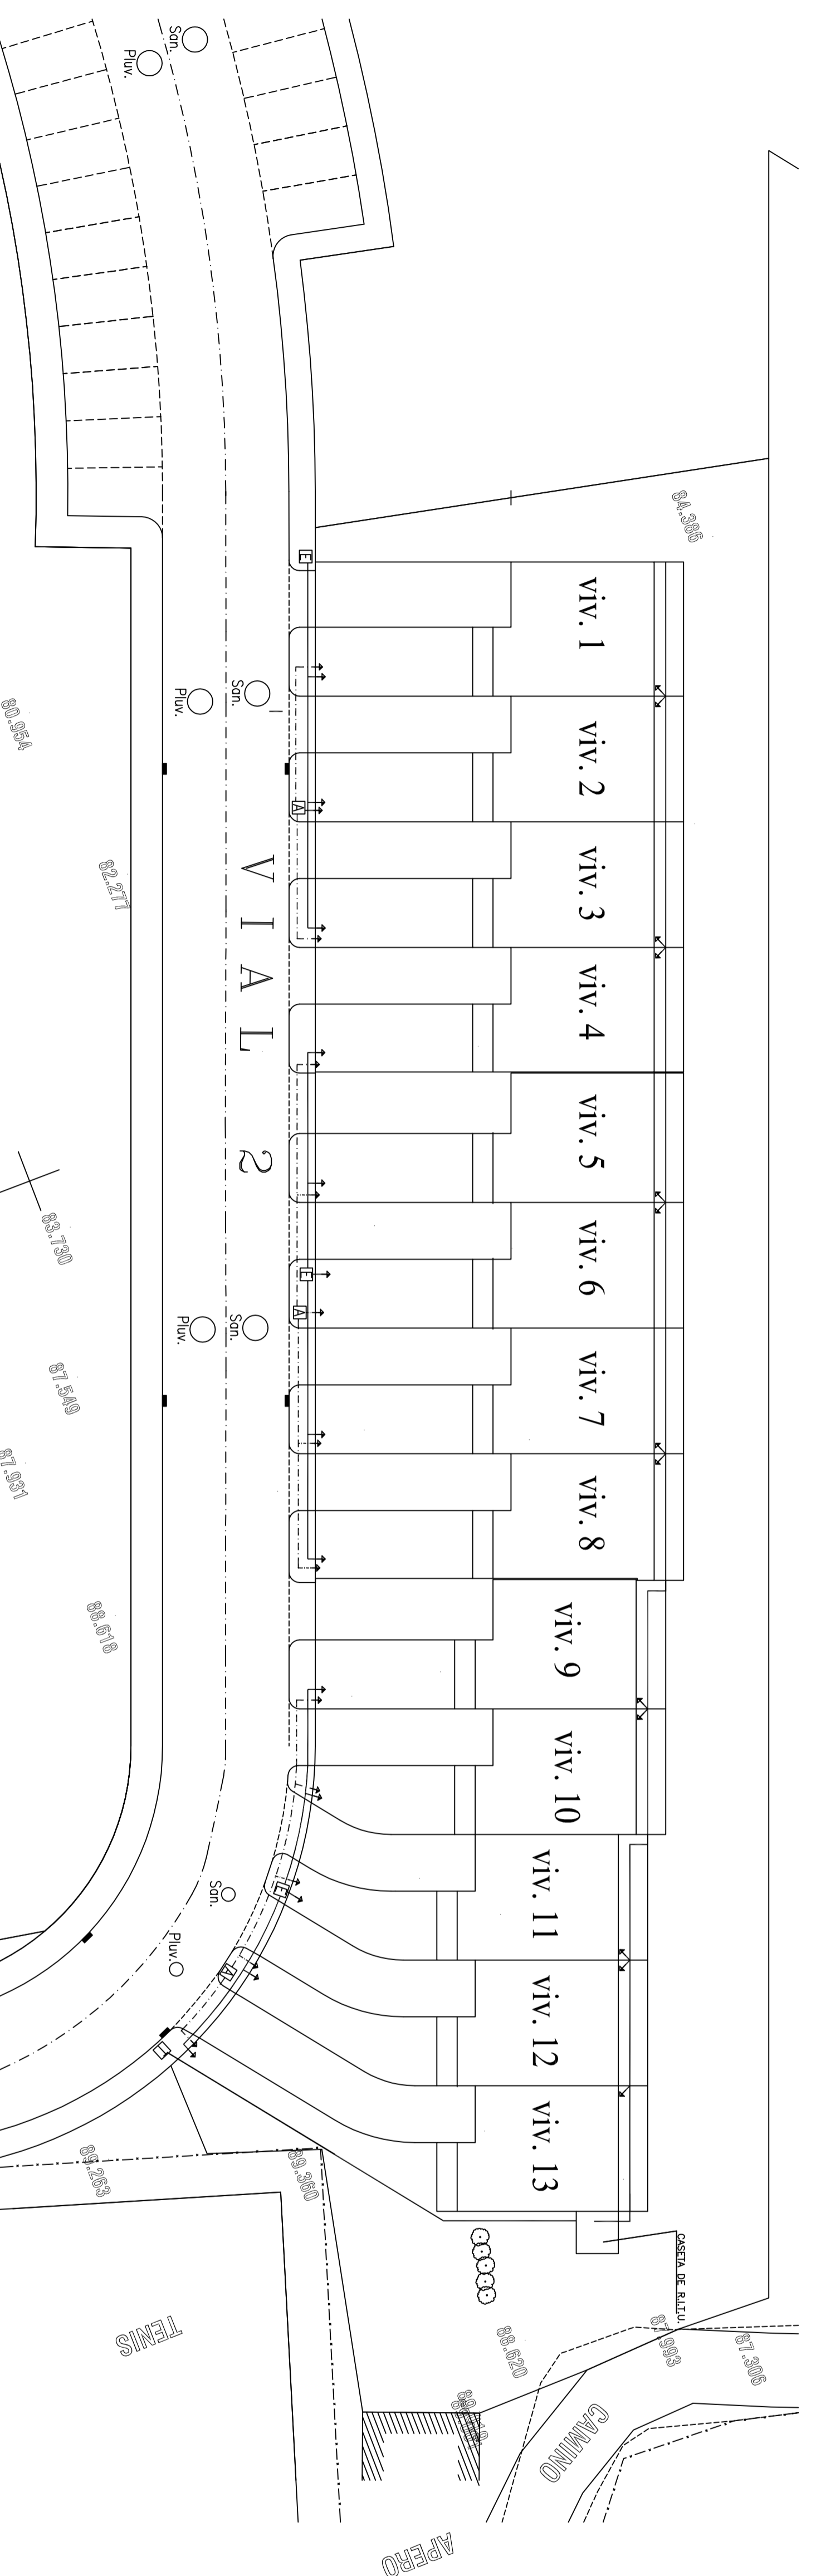 San.
Pluv.
84.386
E
viv. 1
San.
Pluv.
80.954
viv. 2
A
82.277
viv. 3
VIAL 2
viv. 4
viv. 5
83.730
viv. 6
E
A
San.
Pluv.
87.549
viv. 7
87.931
viv. 8
88.618
viv. 9
viv. 10
viv. 11
E
San.
Pluv.
A
viv. 12
viv. 13
89.263
89.360
CASETA DE R.I.T.U.
TENIS
88.620
87.993
87.306
CAMINO
APERO